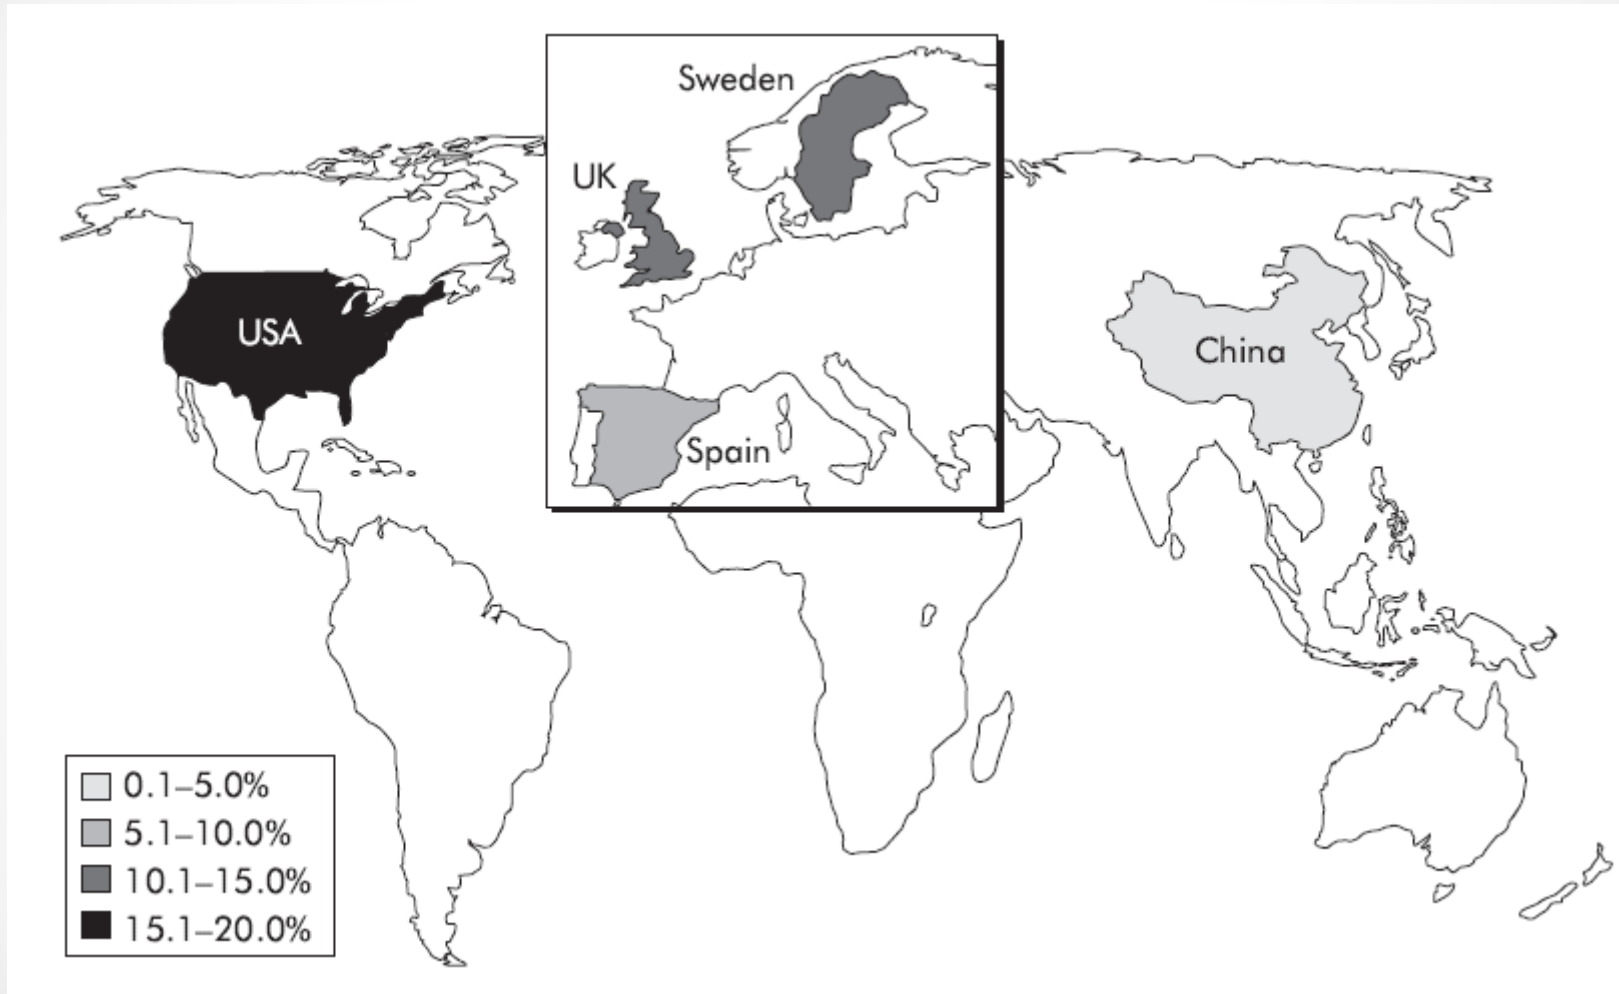 Sweden
UK
USA
China
Spain
0.1–5.0%
5.1–10.0%
10.1–15.0%
15.1–20.0%